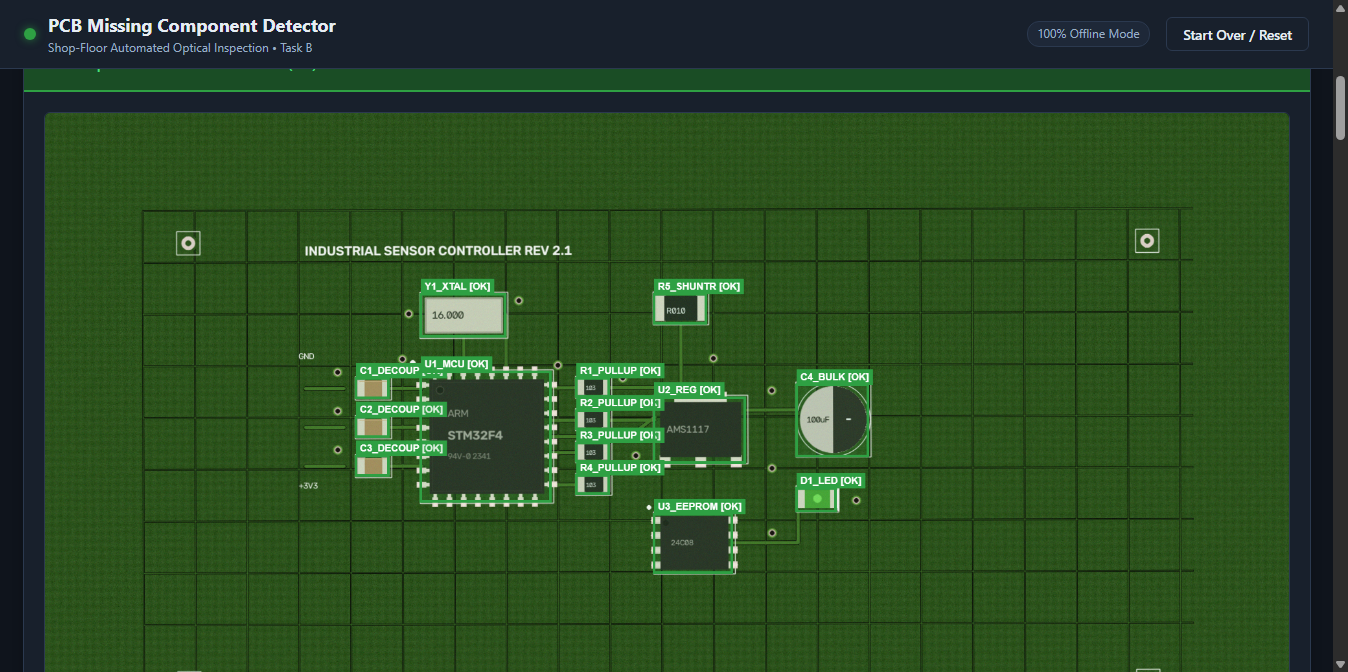 PCB Missing Component Detector
Shop-Floor Automated Optical Inspection • Task B
100% Offline Mode
Start Over / Reset
INDUSTRIAL SENSOR CONTROLLER REV 2.1
Y1_XTAL [OK]
16.000
R5_SHUNTR [OK]
R010
GND
C1_DECOUP
U1_MCU [OK]
R1_PULLUP [OK]
103
C4_BULK [OK]
100uF
-
U2_REG [OK]
AMS1117
C2_DECOUP [OK]
ARM
STM32F4
94V-0 2341
R2_PULLUP [OK]
103
R3_PULLUP [OK]
103
C3_DECOUP [OK]
R4_PULLUP [OK]
103
+3V3
D1_LED [OK]
U3_EEPROM [OK]
24C08